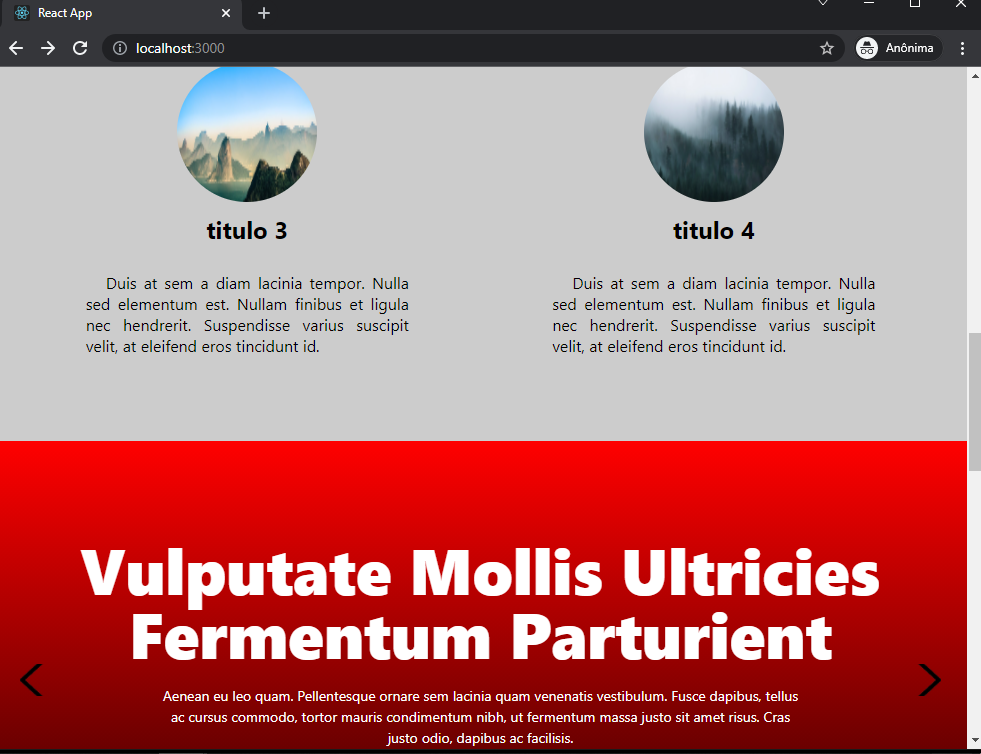 React App
localhost:3000
Anônima
titulo 3
titulo 4
Duis at sem a diam lacinia tempor. Nulla
sed elementum est. Nullam finibus et ligula
nec hendrerit. Suspendisse varius suscipit
velit, at eleifend eros tincidunt id.
Duis at sem a diam lacinia tempor. Nulla
sed elementum est. Nullam finibus et ligula
nec hendrerit. Suspendisse varius suscipit
velit, at eleifend eros tincidunt id.
Vulputate Mollis Ultricies
Fermentum Parturient
Aenean eu leo quam. Pellentesque ornare sem lacinia quam venenatis vestibulum. Fusce dapibus, tellus
ac cursus commodo, tortor mauris condimentum nibh, ut fermentum massa justo sit amet risus. Cras
justo odio, dapibus ac facilisis.